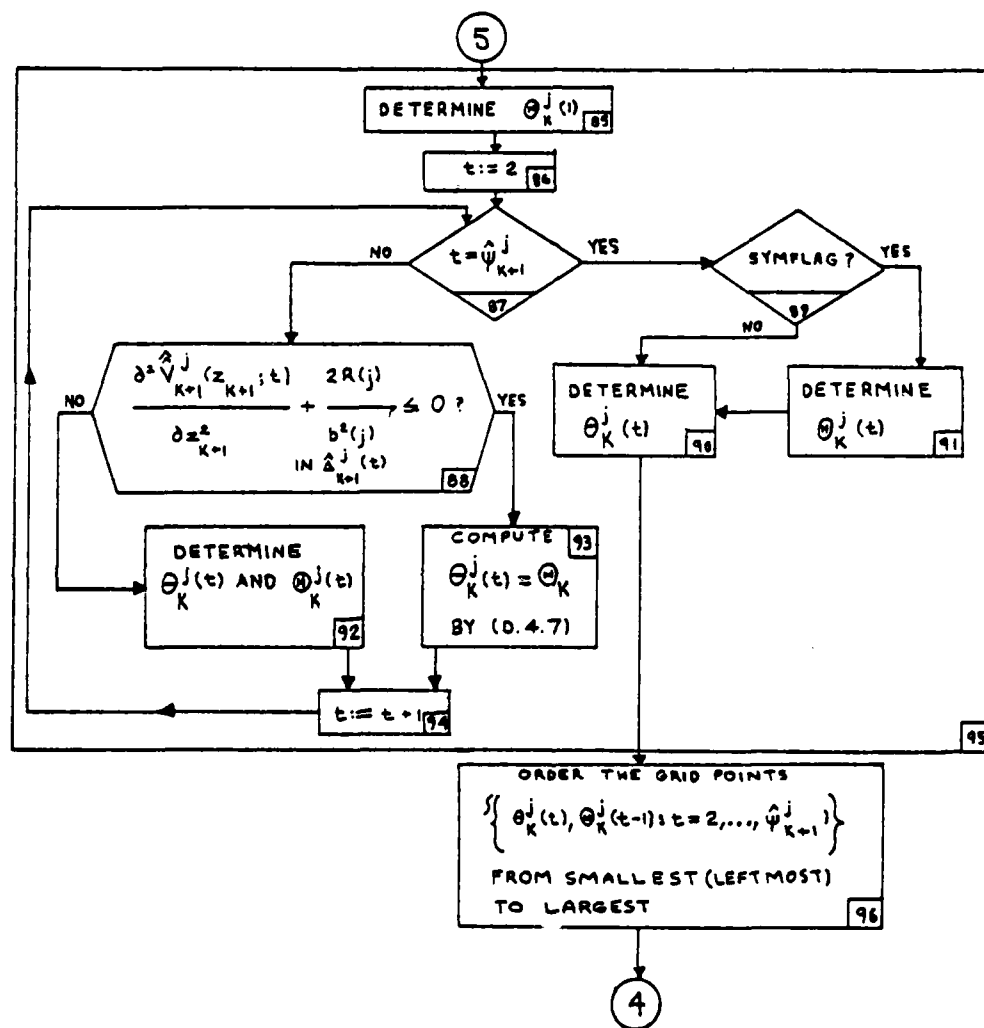 5
DETERMINE Θ_K^j(1)
85
t:=2
86
t=ψ̂_{K+1}^j
87
NO
YES
SYMFLAG?
89
YES
NO
∂² V̂_{K+1}^j(z_{K+1};t) / ∂z²_{K+1} + 2R(j) / b²(j) ≤ 0 ?
IN Δ̂_{K+1}^j(t)
88
NO
YES
DETERMINE
θ_K^j(t)
90
DETERMINE
Θ_K^j(t)
91
DETERMINE
θ_K^j(t) AND Θ_K^j(t)
92
COMPUTE
93
θ_K^j(t) = Θ_K
BY (D.4.7)
t:=t+1
94
95
ORDER THE GRID POINTS
{θ_K^j(t), Θ_K^j(t-1): t=2,..., ψ̂_{K+1}^j}
FROM SMALLEST (LEFTMOST)
TO LARGEST
96
4